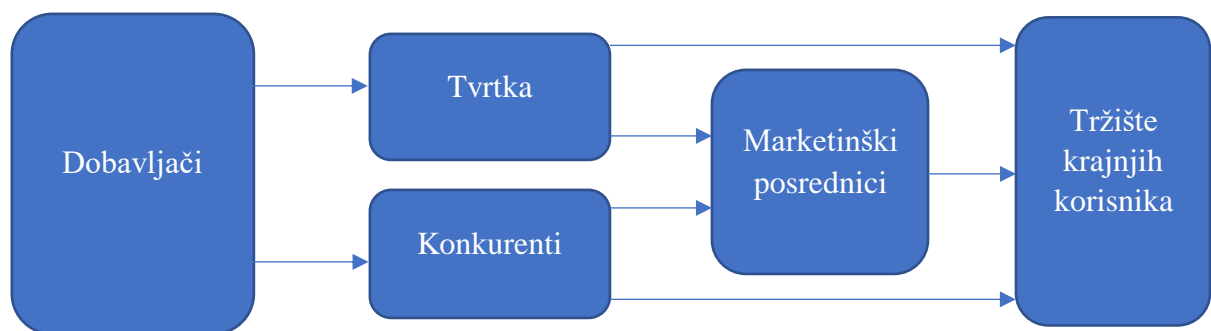 Dobavljači
Tvrtka
Konkurenti
Marketinški
posrednici
Tržište
krajnjih
korisnika